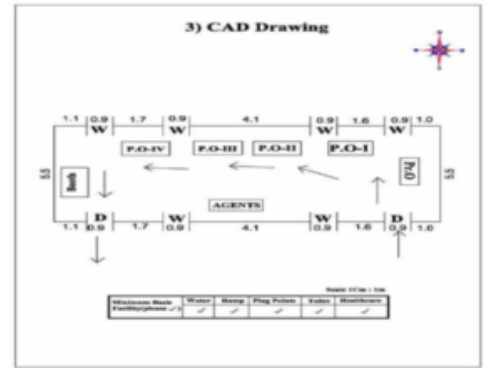 3) CAD Drawing
1.1 0.9 1.7 0.9 4.1 0.9 1.6 0.9 1.0
W W W W
P.O-IV P.O-III P.O-II P.O-I
5.5 Booth Pr.O 5.5
AGENTS
D W W D
1.1 0.9 1.7 0.9 4.1 0.9 1.6 0.9 1.0
Scale 1Cm : 1m
Minimum Basic Water Ramp Plug Points Toilet Healthcare
Facility(please ✓) ✓ ✓ ✓ ✓ ✓